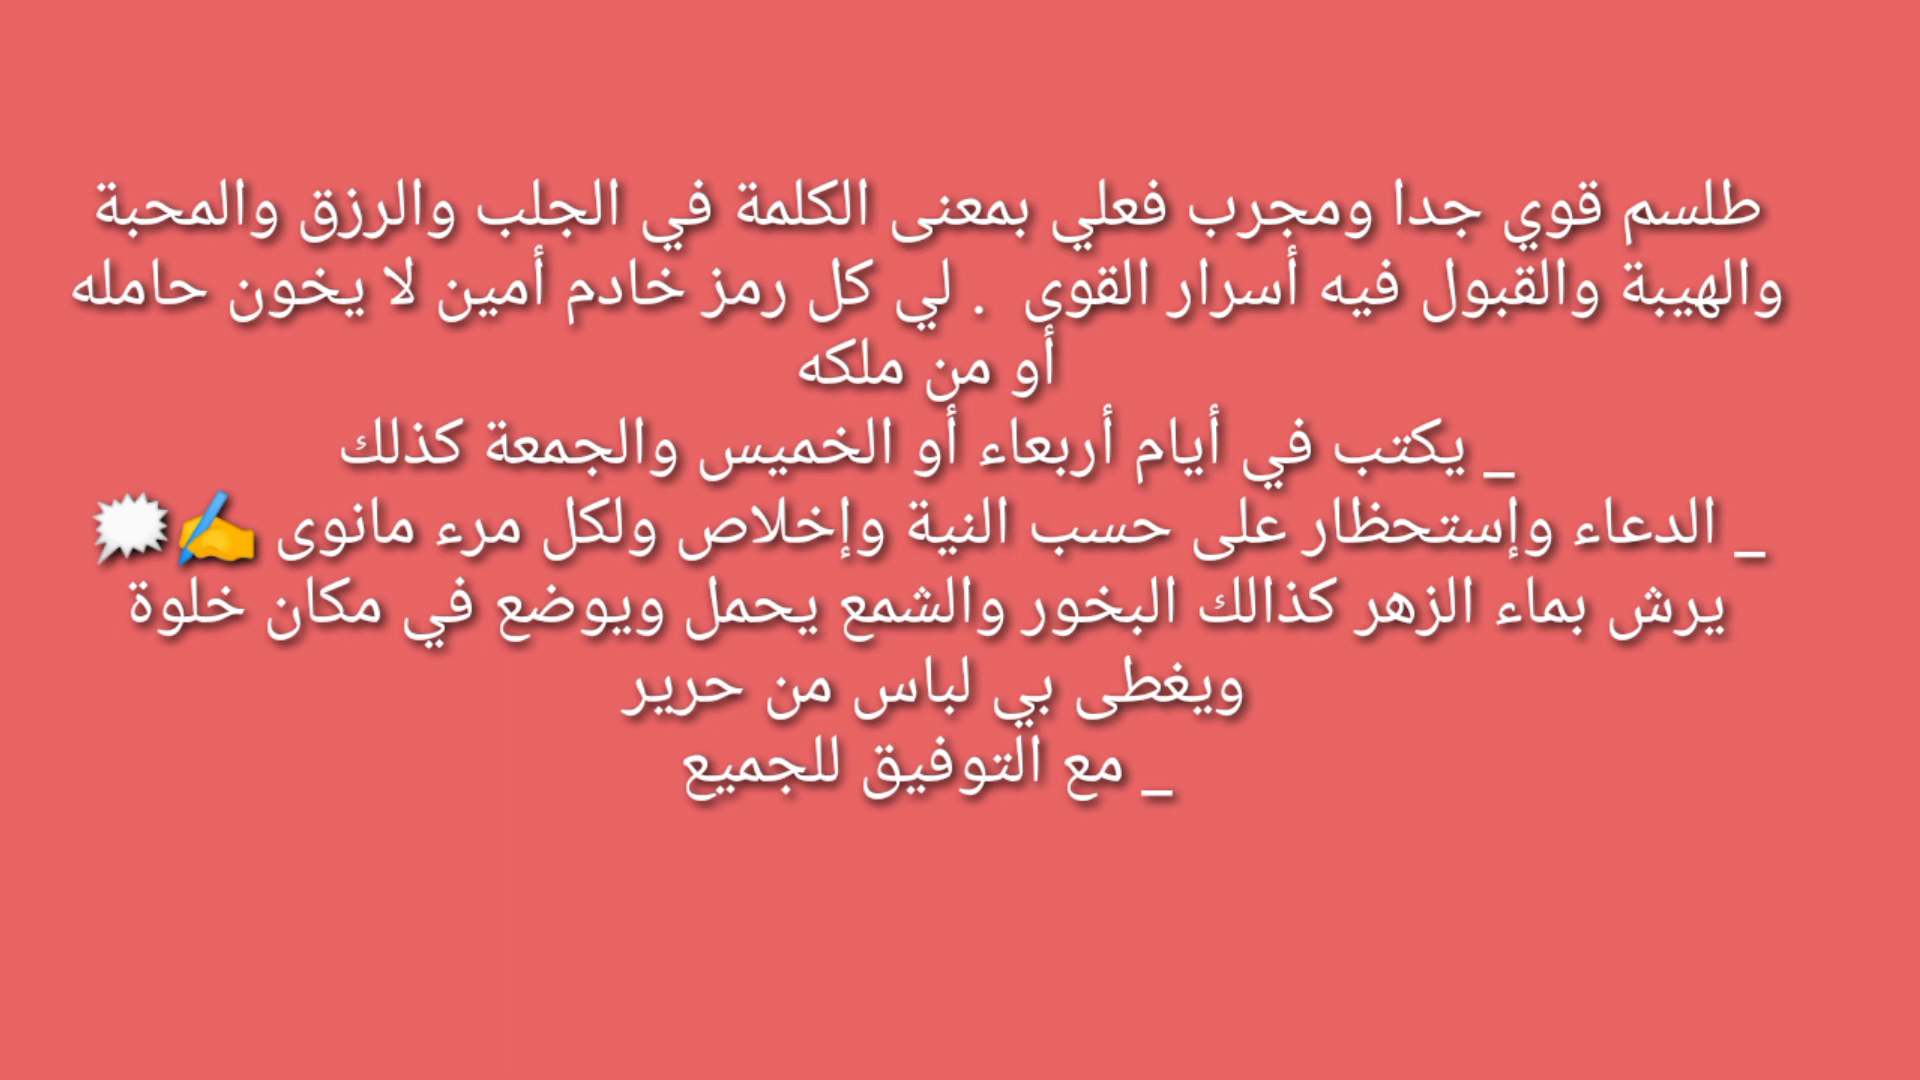 طلسم قوي جدا ومجرب فعلي بمعنى الكلمة في الجلب والرزق والمحبة
والهيبة والقبول فيه أسرار القوى . لي كل رمز خادم أمين لا يخون حامله
أو من ملكه
_ يكتب في أيام أربعاء أو الخميس والجمعة كذلك
_ الدعاء وإستحظار على حسب النية وإخلاص ولكل مرء مانوى ✍🗯
يرش بماء الزهر كذالك البخور والشمع يحمل ويوضع في مكان خلوة
ويغطى بي لباس من حرير
_ مع التوفيق للجميع